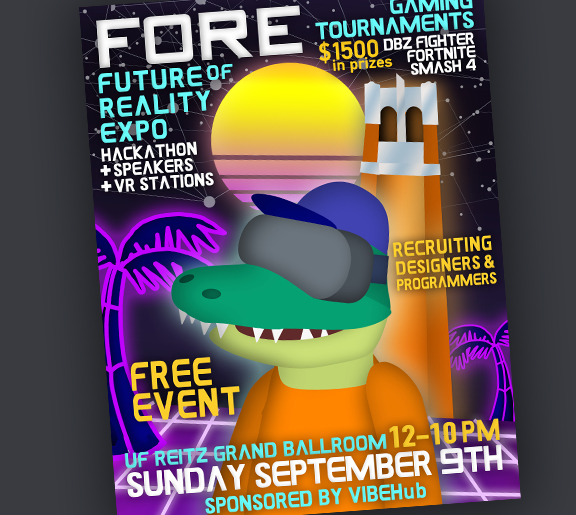 FORE
FUTURE OF
REALITY
EXPO
HACKATHON
+SPEAKERS
+VR STATIONS
GAMING
TOURNAMENTS
$1500 DBZ FIGHTER
in prizes FORTNITE
SMASH 4
RECRUITING
DESIGNERS &
PROGRAMMERS
FREE
EVENT
UF REITZ GRAND BALLROOM 12-10 PM
SUNDAY SEPTEMBER 9TH
SPONSORED BY VIBEHub